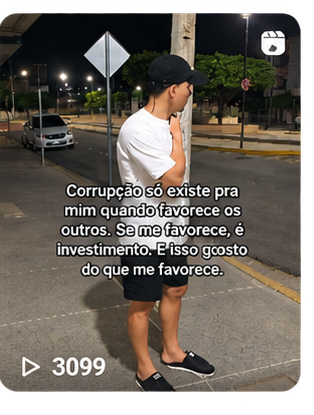 Corrupção só existe pra
mim quando favorece os
outros. Se me favorece, é
investimento. E isso gosto
do que me favorece.
3099